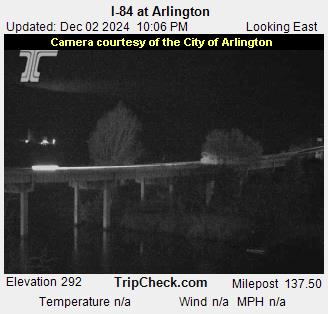 I-84 at Arlington
Updated: Dec 02 2024 10:06 PM Looking East
Camera courtesy of the City of Arlington
Elevation 292 TripCheck.com Milepost 137.50
Temperature n/a Wind n/a MPH n/a